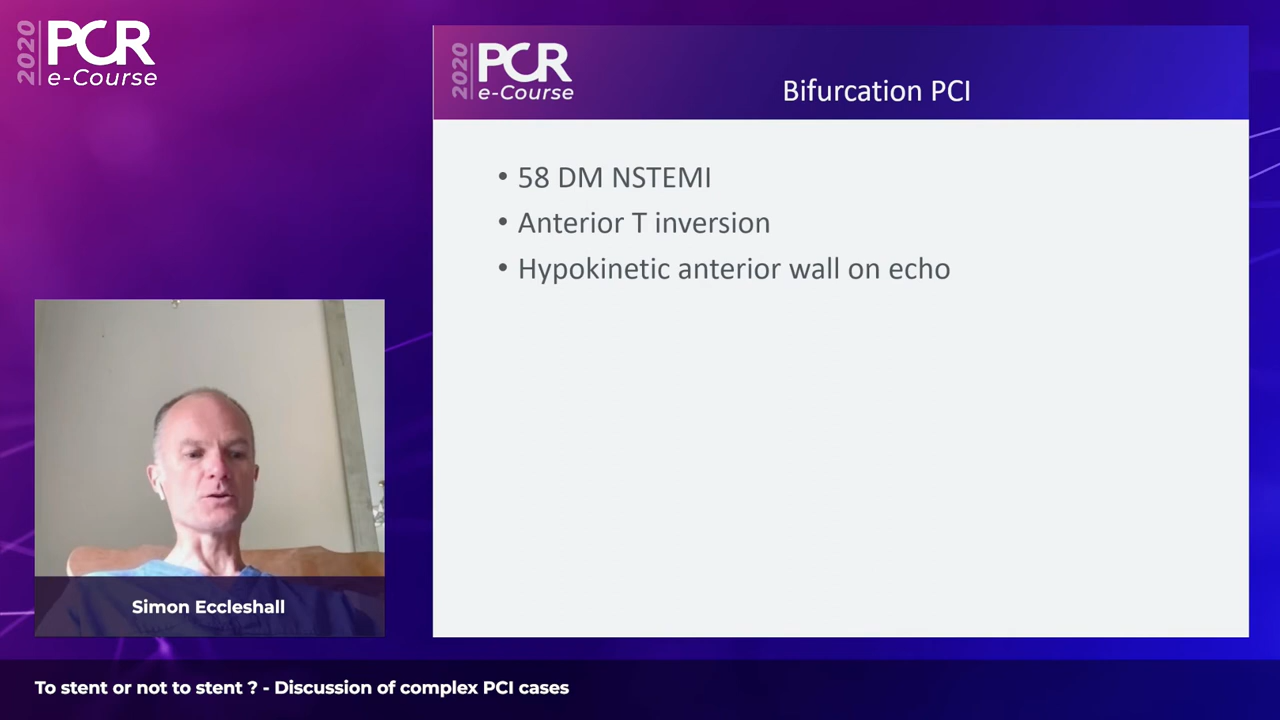 2020
PCR
e-Course
2020
PCR
e-Course
Bifurcation PCI
• 58 DM NSTEMI
• Anterior T inversion
• Hypokinetic anterior wall on echo
Simon Eccleshall
To stent or not to stent ? - Discussion of complex PCI cases